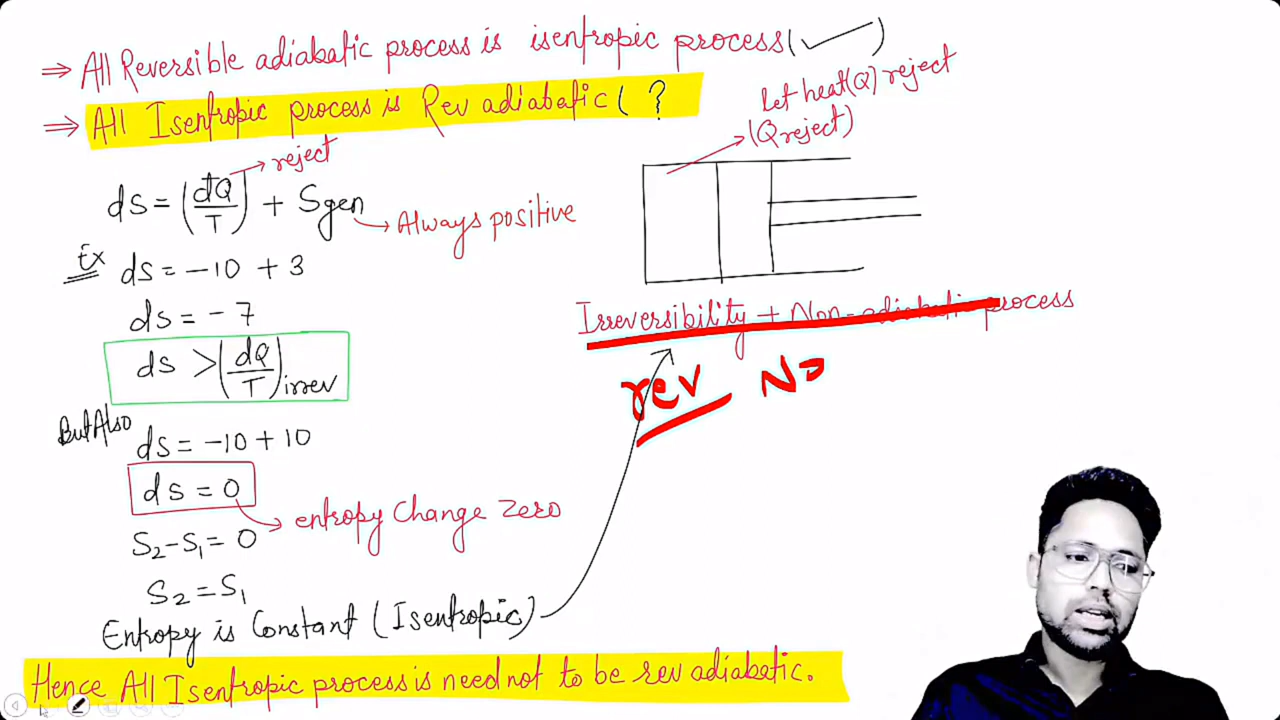 ⇒ All Reversible adiabatic process is isentropic process(✓)
⇒ All Isentropic process is Rev adiabatic ( ?
let heat(Q) reject
(Q reject)
reject
ds = (dQ/T) + Sgen
Always positive
Ex ds = -10 + 3
ds = -7
ds > (dQ/T)irrev
Irreversibility + Non-adiabatic process
rev No
But Also
ds = -10 + 10
ds = 0
entropy Change Zero
S2-S1 = 0
S2 = S1
Entropy is Constant (Isentropic)
Hence All Isentropic process is need not to be rev adiabatic.